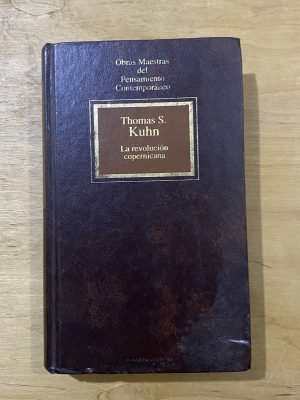 Obras Maestras
del
Pensamiento
Contemporáneo
Thomas S.
Kuhn
La revolución
copernicana